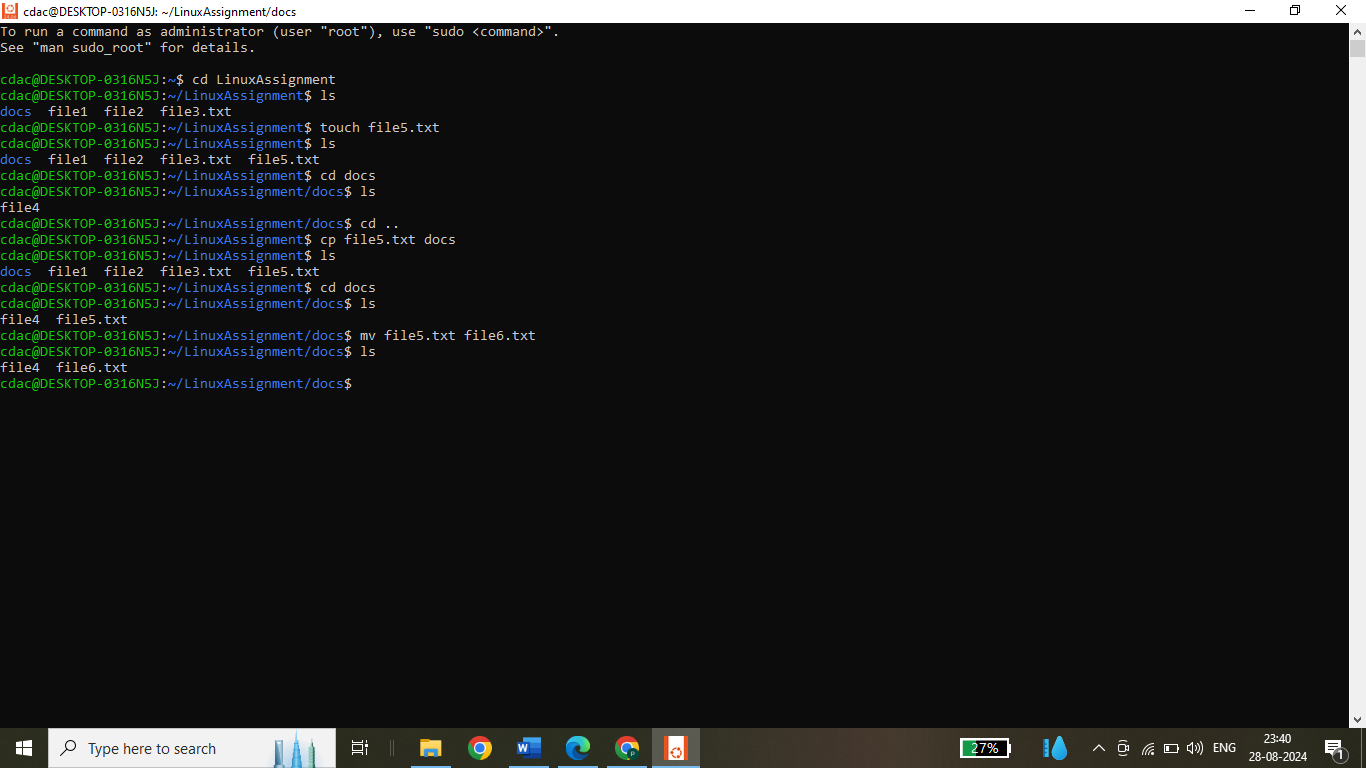 cdac@DESKTOP-0316N5J: ~/LinuxAssignment/docs
To run a command as administrator (user "root"), use "sudo <command>".
See "man sudo_root" for details.
cdac@DESKTOP-0316N5J:~$ cd LinuxAssignment
cdac@DESKTOP-0316N5J:~/LinuxAssignment$ ls
docs  file1  file2  file3.txt
cdac@DESKTOP-0316N5J:~/LinuxAssignment$ touch file5.txt
cdac@DESKTOP-0316N5J:~/LinuxAssignment$ ls
docs  file1  file2  file3.txt  file5.txt
cdac@DESKTOP-0316N5J:~/LinuxAssignment$ cd docs
cdac@DESKTOP-0316N5J:~/LinuxAssignment/docs$ ls
file4
cdac@DESKTOP-0316N5J:~/LinuxAssignment/docs$ cd ..
cdac@DESKTOP-0316N5J:~/LinuxAssignment$ cp file5.txt docs
cdac@DESKTOP-0316N5J:~/LinuxAssignment$ ls
docs  file1  file2  file3.txt  file5.txt
cdac@DESKTOP-0316N5J:~/LinuxAssignment$ cd docs
cdac@DESKTOP-0316N5J:~/LinuxAssignment/docs$ ls
file4  file5.txt
cdac@DESKTOP-0316N5J:~/LinuxAssignment/docs$ mv file5.txt file6.txt
cdac@DESKTOP-0316N5J:~/LinuxAssignment/docs$ ls
file4  file6.txt
cdac@DESKTOP-0316N5J:~/LinuxAssignment/docs$
Type here to search
27%
ENG
23:40
28-08-2024
1